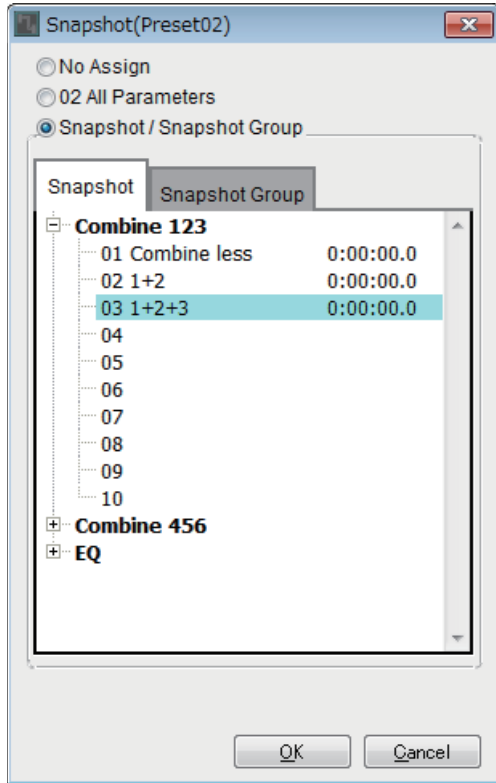 Snapshot(Preset02)
No Assign
02 All Parameters
Snapshot / Snapshot Group
Snapshot Snapshot Group
Combine 123
01 Combine less 0:00:00.0
02 1+2 0:00:00.0
03 1+2+3 0:00:00.0
04
05
06
07
08
09
10
Combine 456
EQ
OK Cancel